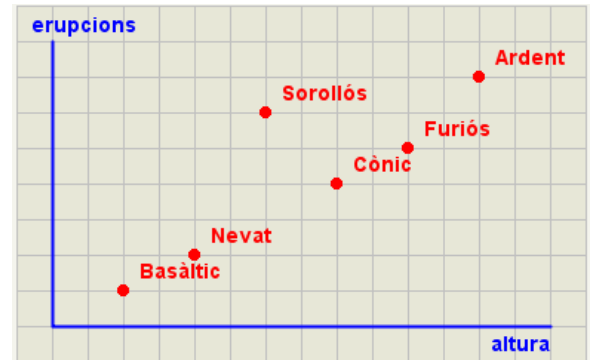 erupcions
Ardent
Sorollós
Furiós
Cònic
Nevat
Basàltic
altura